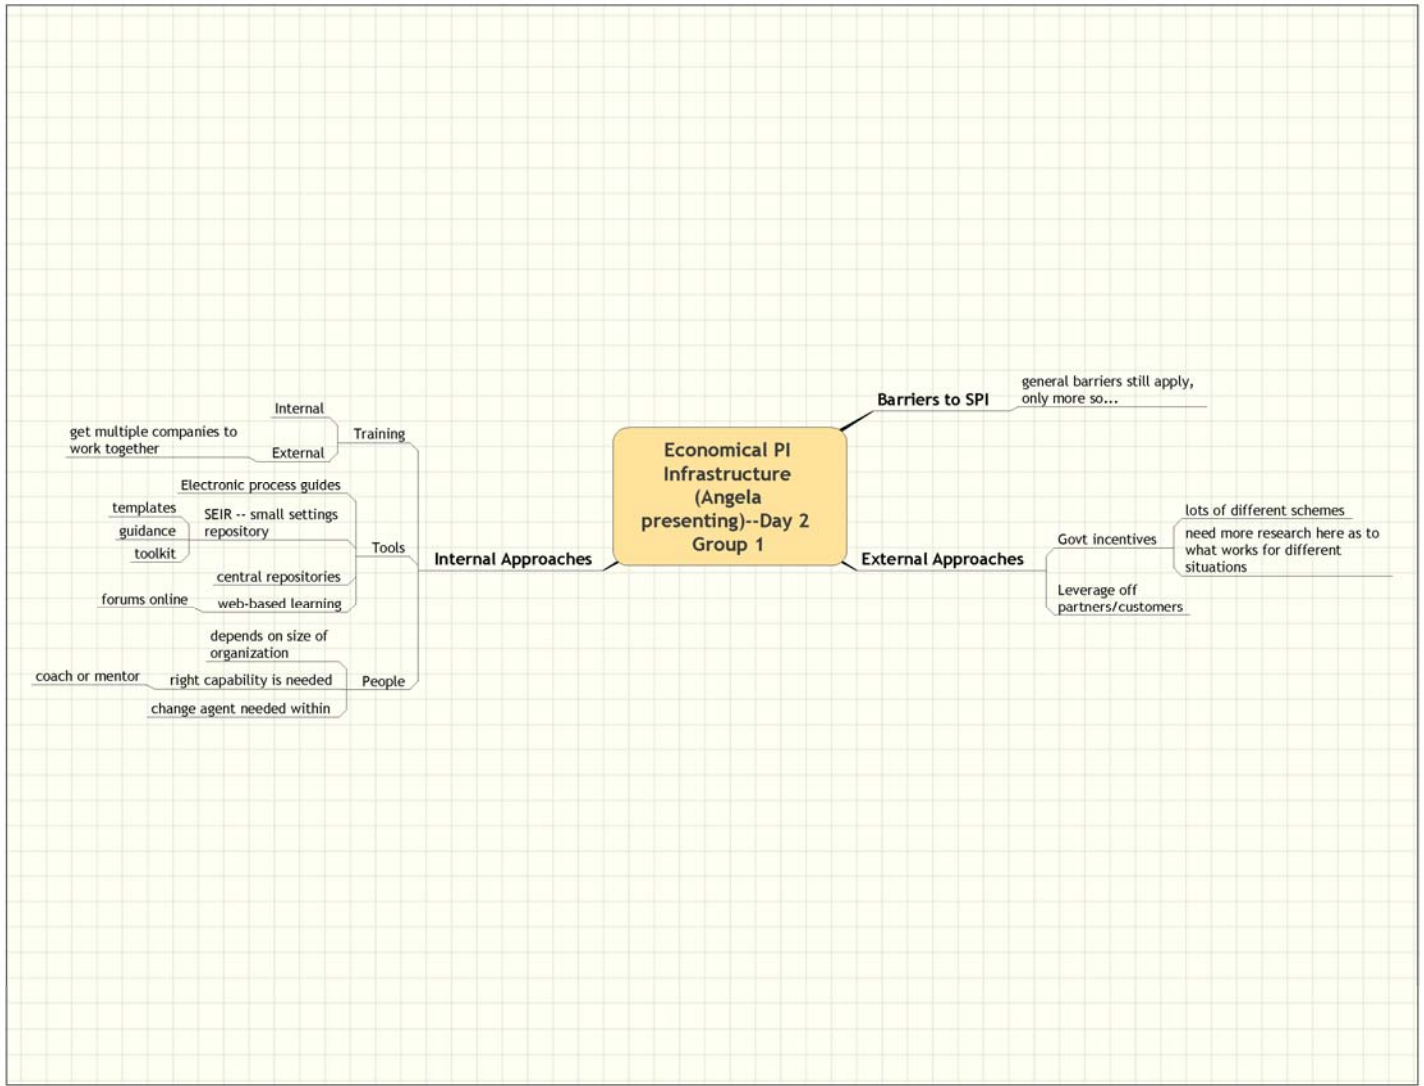 Economical PI
Infrastructure
(Angela
presenting)--Day 2
Group 1
Barriers to SPI
general barriers still apply,
only more so...
External Approaches
Govt incentives
lots of different schemes
need more research here as to
what works for different
situations
Leverage off
partners/customers
Internal Approaches
Training
Internal
External
get multiple companies to
work together
Tools
Electronic process guides
SEIR -- small settings
repository
templates
guidance
toolkit
central repositories
web-based learning
forums online
People
depends on size of
organization
right capability is needed
coach or mentor
change agent needed within